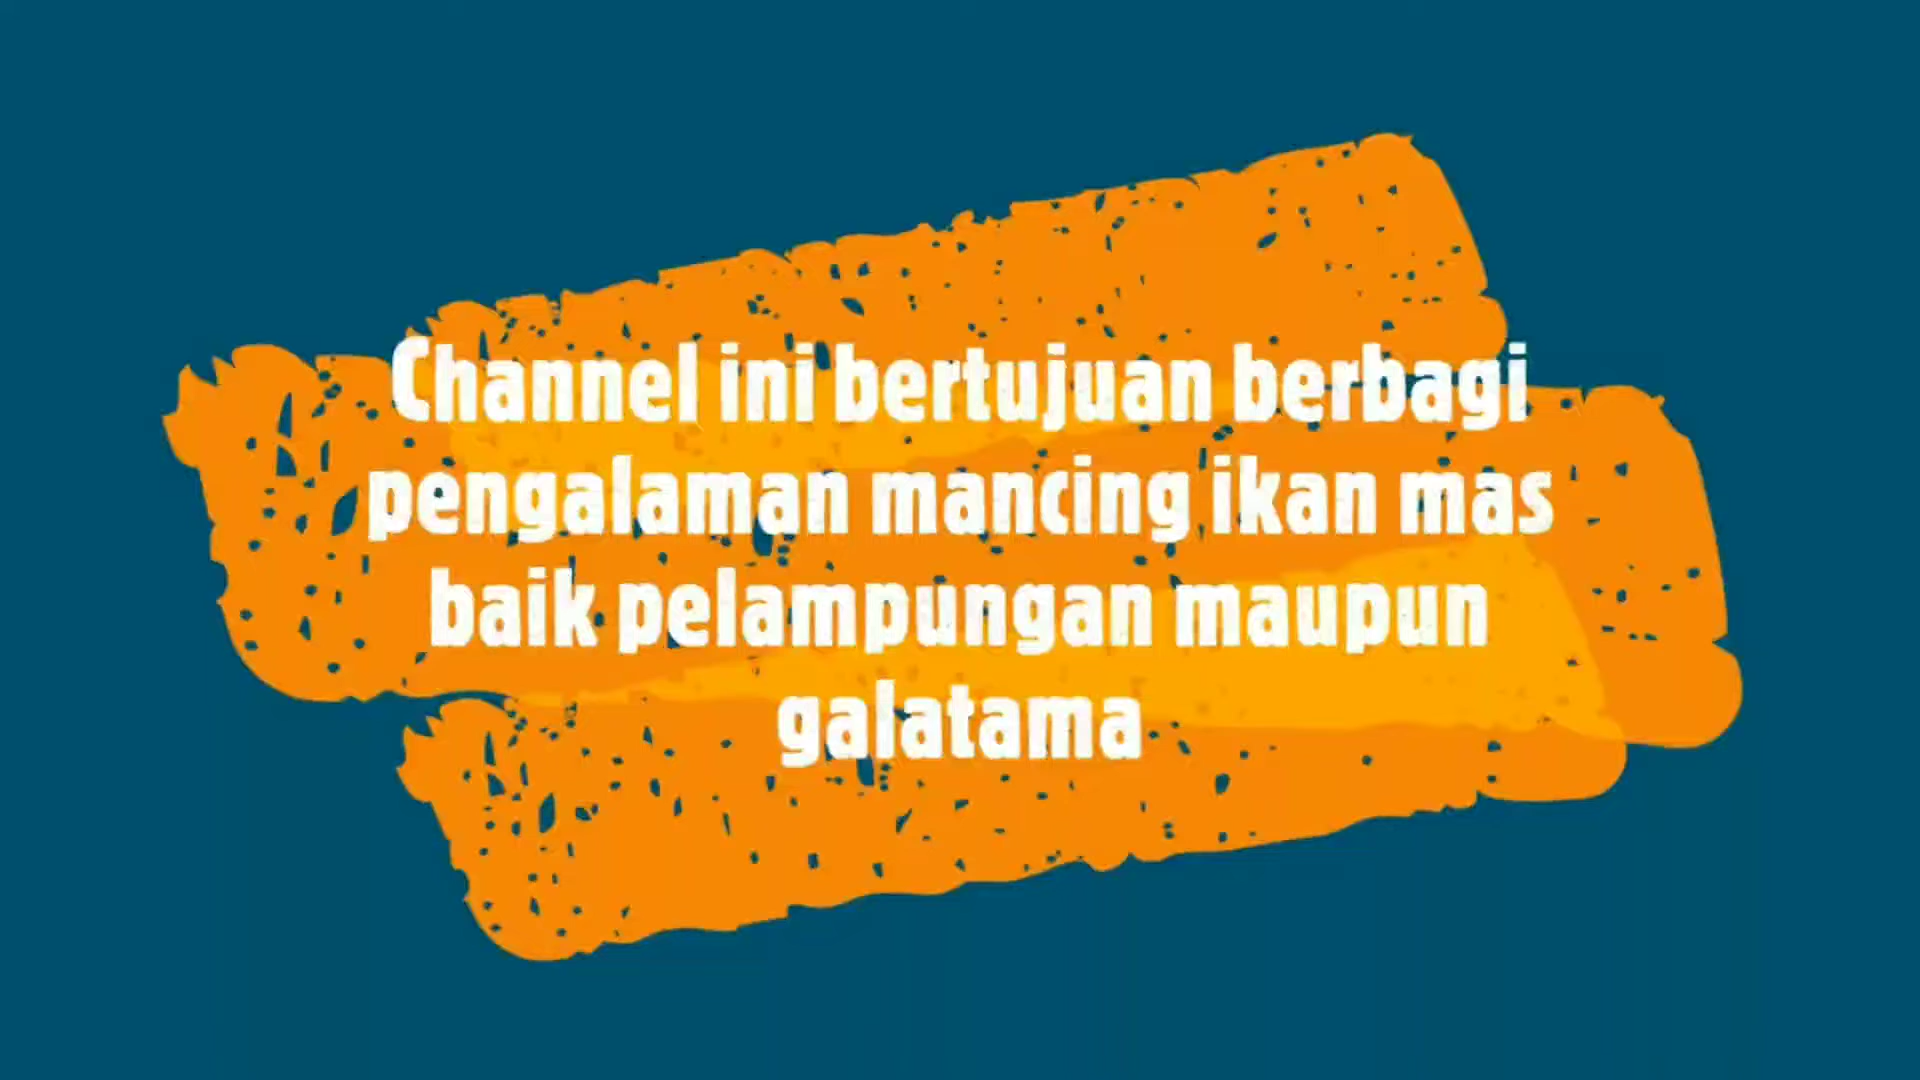 Channel ini bertujuan berbagi
pengalaman mancing ikan mas
baik pelampungan maupun
galatama